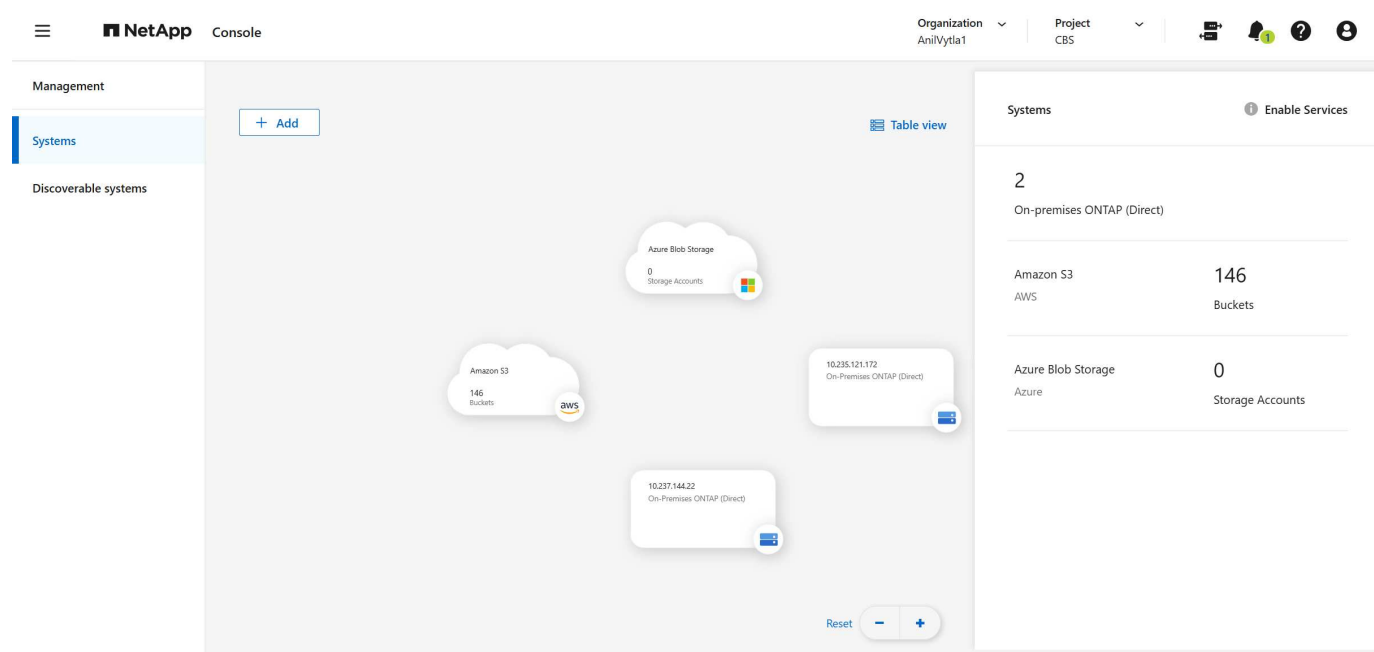 NetApp Console
Organization
AnilVytla1
Project
CBS
1
Management
Systems
Discoverable systems
+ Add
Table view
Azure Blob Storage
0
Storage Accounts
Amazon S3
146
Buckets
aws
10.235.121.172
On-Premises ONTAP (Direct)
10.237.144.22
On-Premises ONTAP (Direct)
Reset
Systems
Enable Services
2
On-premises ONTAP (Direct)
Amazon S3
AWS
146
Buckets
Azure Blob Storage
Azure
0
Storage Accounts